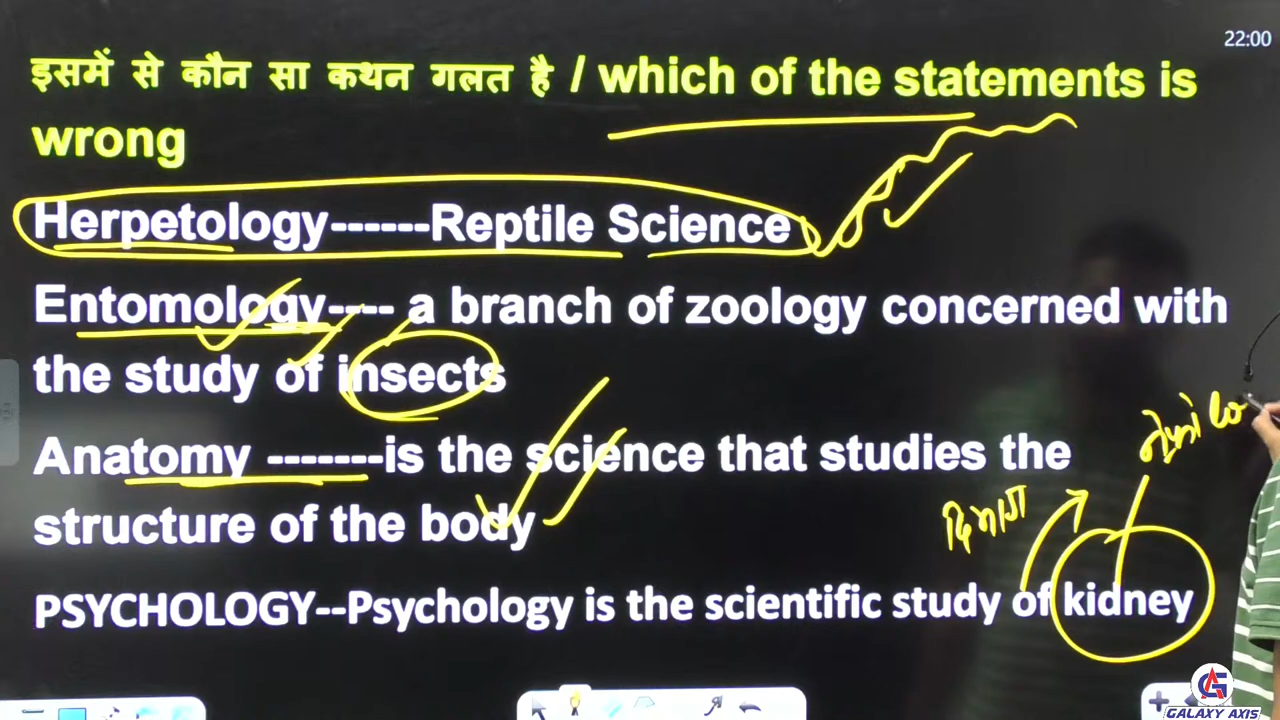 22:00
इसमें से कौन सा कथन गलत है / which of the statements is
wrong
Herpetology------Reptile Science
Entomology---- a branch of zoology concerned with
the study of insects
Anatomy -------is the science that studies the
structure of the body
दिमाग
PSYCHOLOGY--Psychology is the scientific study of kidney
GALAXY AXIS